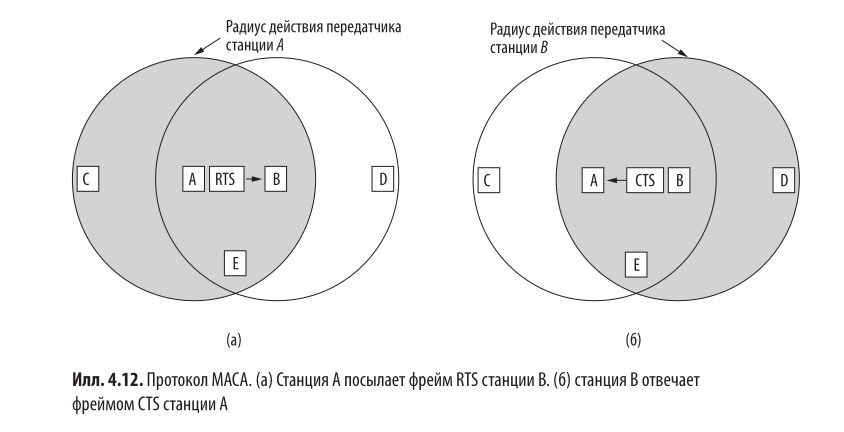 Радиус действия передатчика
станции A
C
A
RTS
B
D
E
(а)
Радиус действия передатчика
станции B
C
A
CTS
B
D
E
(б)
Илл. 4.12. Протокол MACA. (а) Станция A посылает фрейм RTS станции B. (б) станция B отвечает
фреймом CTS станции A